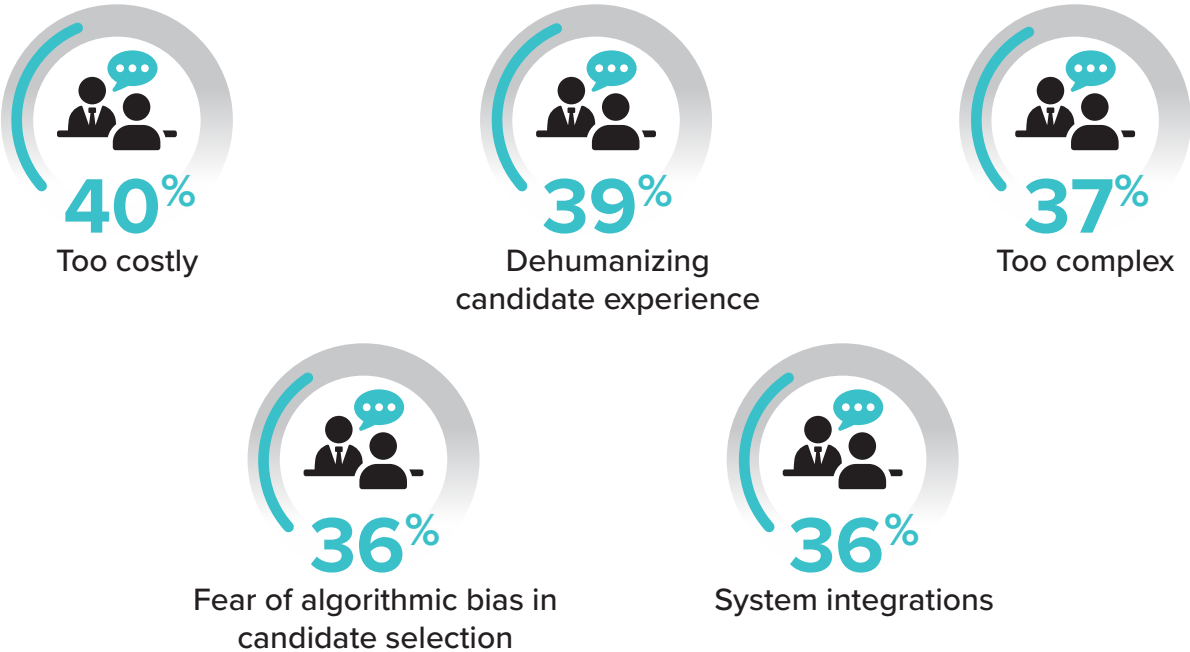 40%
Too costly
39%
Dehumanizing
candidate experience
37%
Too complex
36%
Fear of algorithmic bias in
candidate selection
36%
System integrations